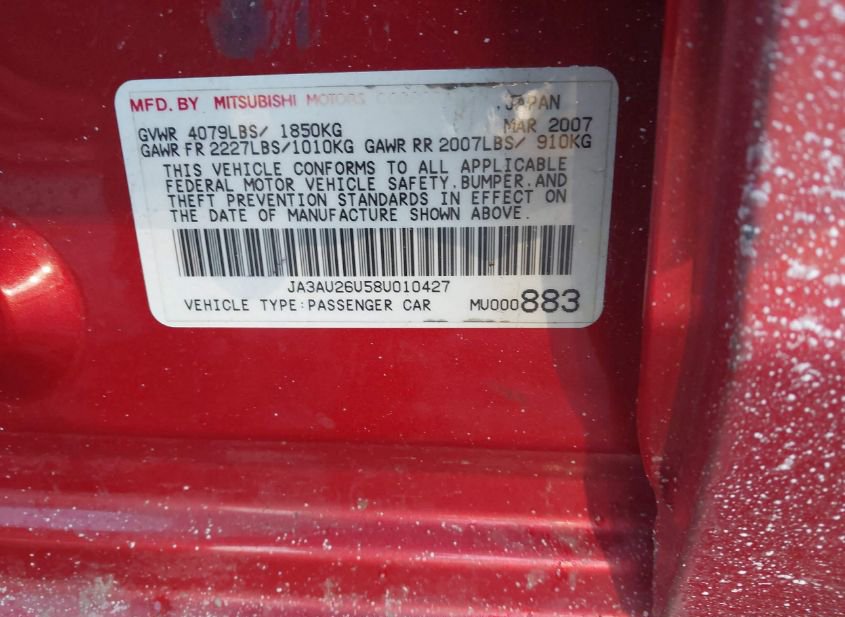 MFD. BY MITSUBISHI MOTORS JAPAN
GVWR 4079LBS/ 1850KG MAR 2007
GAWR FR 2227LBS/1010KG GAWR RR 2007LBS/ 910KG
THIS VEHICLE CONFORMS TO ALL APPLICABLE
FEDERAL MOTOR VEHICLE SAFETY, BUMPER, AND
THEFT PREVENTION STANDARDS IN EFFECT ON
THE DATE OF MANUFACTURE SHOWN ABOVE.
JA3AU26U58U010427
VEHICLE TYPE:PASSENGER CAR MU000883